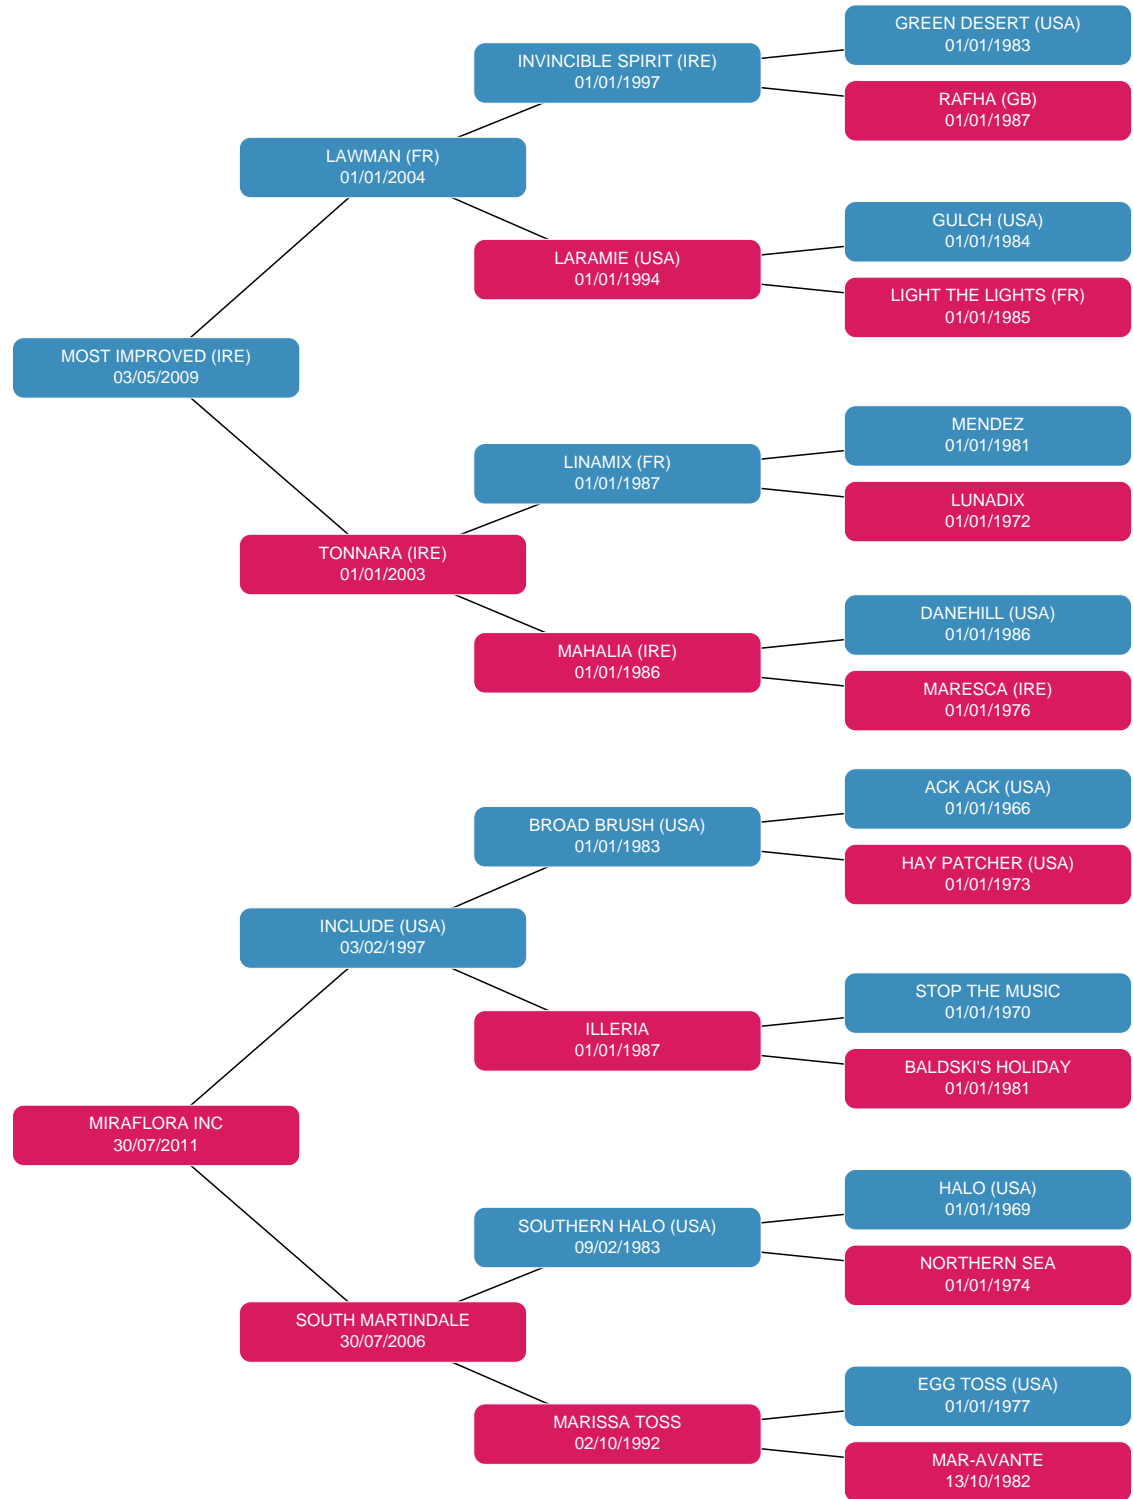 GREEN DESERT (USA)
01/01/1983
INVINCIBLE SPIRIT (IRE)
01/01/1997
RAFHA (GB)
01/01/1987
LAWMAN (FR)
01/01/2004
GULCH (USA)
01/01/1984
LARAMIE (USA)
01/01/1994
LIGHT THE LIGHTS (FR)
01/01/1985
MOST IMPROVED (IRE)
03/05/2009
MENDEZ
01/01/1981
LINAMIX (FR)
01/01/1987
LUNADIX
01/01/1972
TONNARA (IRE)
01/01/2003
DANEHILL (USA)
01/01/1986
MAHALIA (IRE)
01/01/1986
MARESCA (IRE)
01/01/1976
ACK ACK (USA)
01/01/1966
BROAD BRUSH (USA)
01/01/1983
HAY PATCHER (USA)
01/01/1973
INCLUDE (USA)
03/02/1997
STOP THE MUSIC
01/01/1970
ILLERIA
01/01/1987
BALDSKI'S HOLIDAY
01/01/1981
MIRAFLORA INC
30/07/2011
HALO (USA)
01/01/1969
SOUTHERN HALO (USA)
09/02/1983
NORTHERN SEA
01/01/1974
SOUTH MARTINDALE
30/07/2006
EGG TOSS (USA)
01/01/1977
MARISSA TOSS
02/10/1992
MAR-AVANTE
13/10/1982